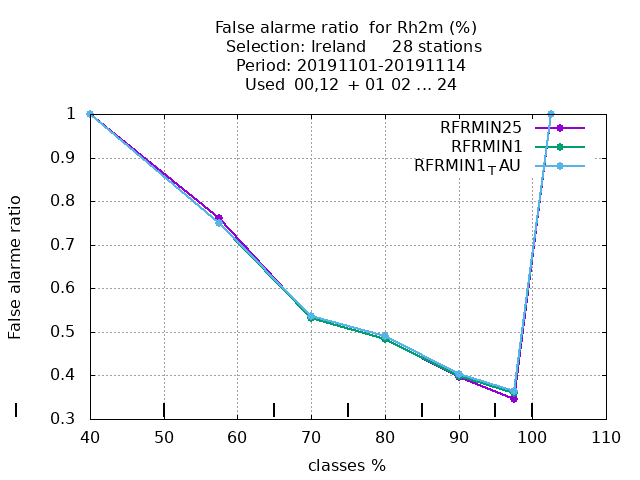 False alarme ratio for Rh2m (%)
Selection: Ireland 28 stations
Period: 20191101-20191114
Used 00,12 + 01 02 ... 24
RFRMIN25
RFRMIN1
RFRMIN1TAU
False alarme ratio
1
0.9
0.8
0.7
0.6
0.5
0.4
0.3
40 50 60 70 80 90 100 110
classes %